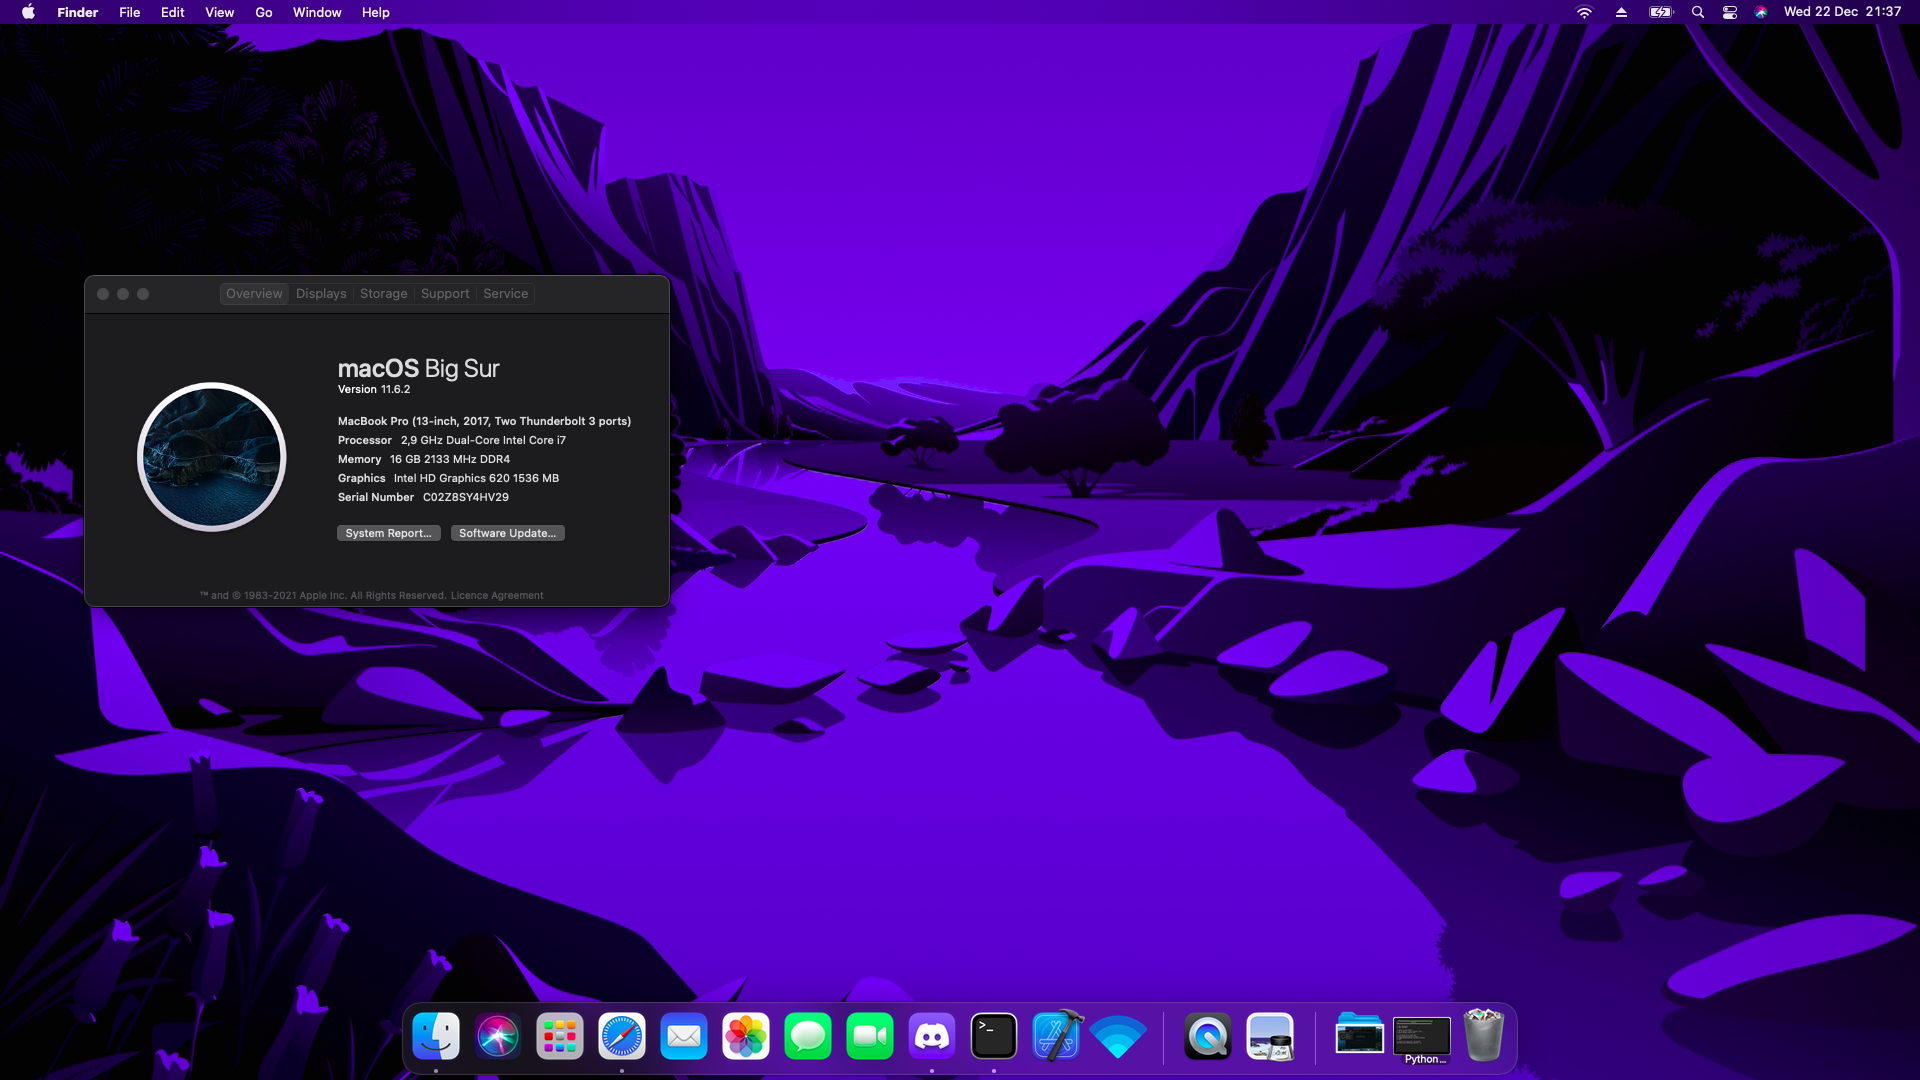 Finder File Edit View Go Window Help
Wed 22 Dec 21:37
Overview Displays Storage Support Service
macOS Big Sur
Version 11.6.2
MacBook Pro (13-inch, 2017, Two Thunderbolt 3 ports)
Processor 2,9 GHz Dual-Core Intel Core i7
Memory 16 GB 2133 MHz DDR4
Graphics Intel HD Graphics 620 1536 MB
Serial Number C02Z8SY4HV29
System Report... Software Update...
™ and © 1983-2021 Apple Inc. All Rights Reserved. Licence Agreement
>_
Python...